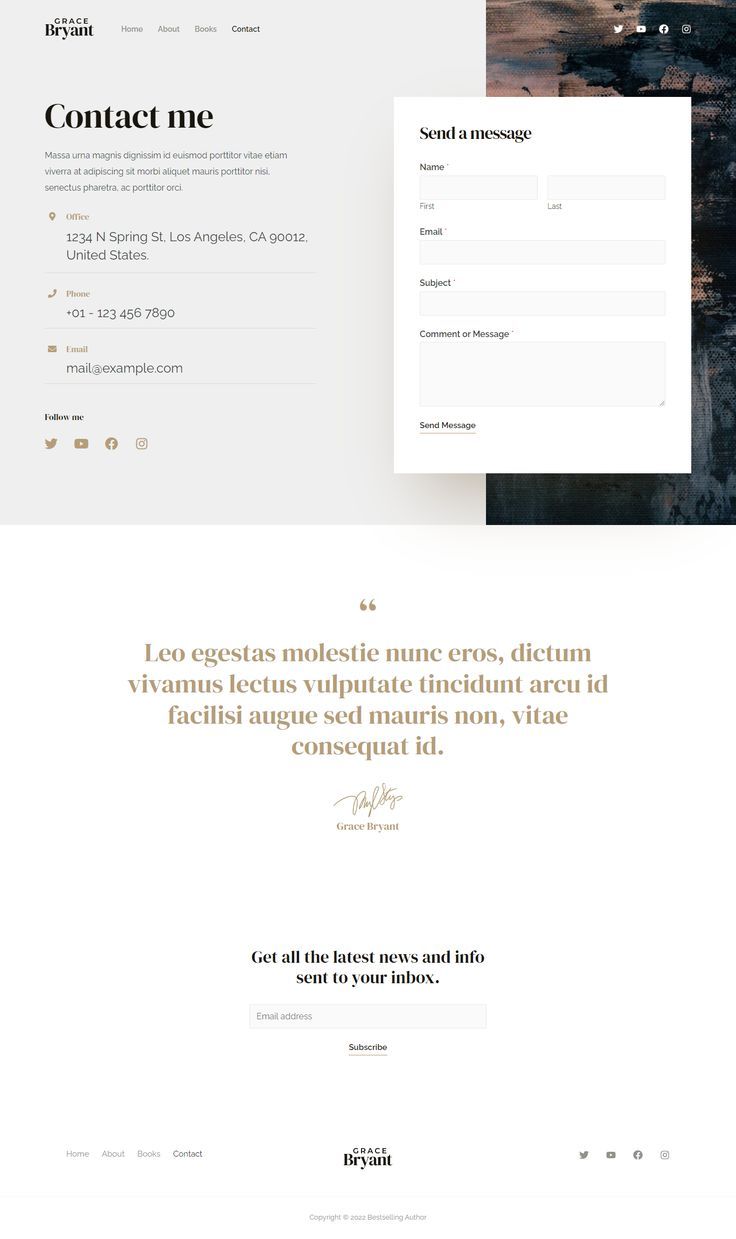 GRACE
Bryant
Home About Books Contact
Contact me
Massa urna magnis dignissim id euismod porttitor vitae etiam
viverra at adipiscing sit morbi aliquet mauris porttitor nisi,
senectus pharetra, ac porttitor orci.
Office
1234 N Spring St, Los Angeles, CA 90012,
United States.
Phone
+01 - 123 456 7890
Email
mail@example.com
Follow me
Send a message
Name *
First Last
Email *
Subject *
Comment or Message *
Send Message
“
Leo egestas molestie nunc eros, dictum
vivamus lectus vulputate tincidunt arcu id
facilisi augue sed mauris non, vitae
consequat id.
Grace Bryant
Get all the latest news and info
sent to your inbox.
Email address
Subscribe
Home About Books Contact
GRACE
Bryant
Copyright © 2022 Bestselling Author